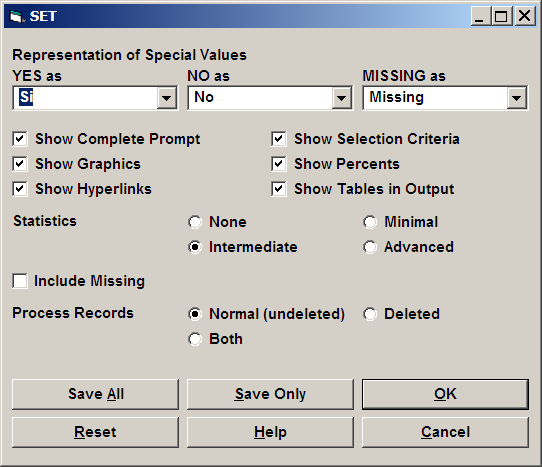 SET
Representation of Special Values
YES as NO as MISSING as
Si No Missing
Show Complete Prompt Show Selection Criteria
Show Graphics Show Percents
Show Hyperlinks Show Tables in Output
Statistics None Minimal
Intermediate Advanced
Include Missing
Process Records Normal (undeleted) Deleted
Both
Save All Save Only OK
Reset Help Cancel